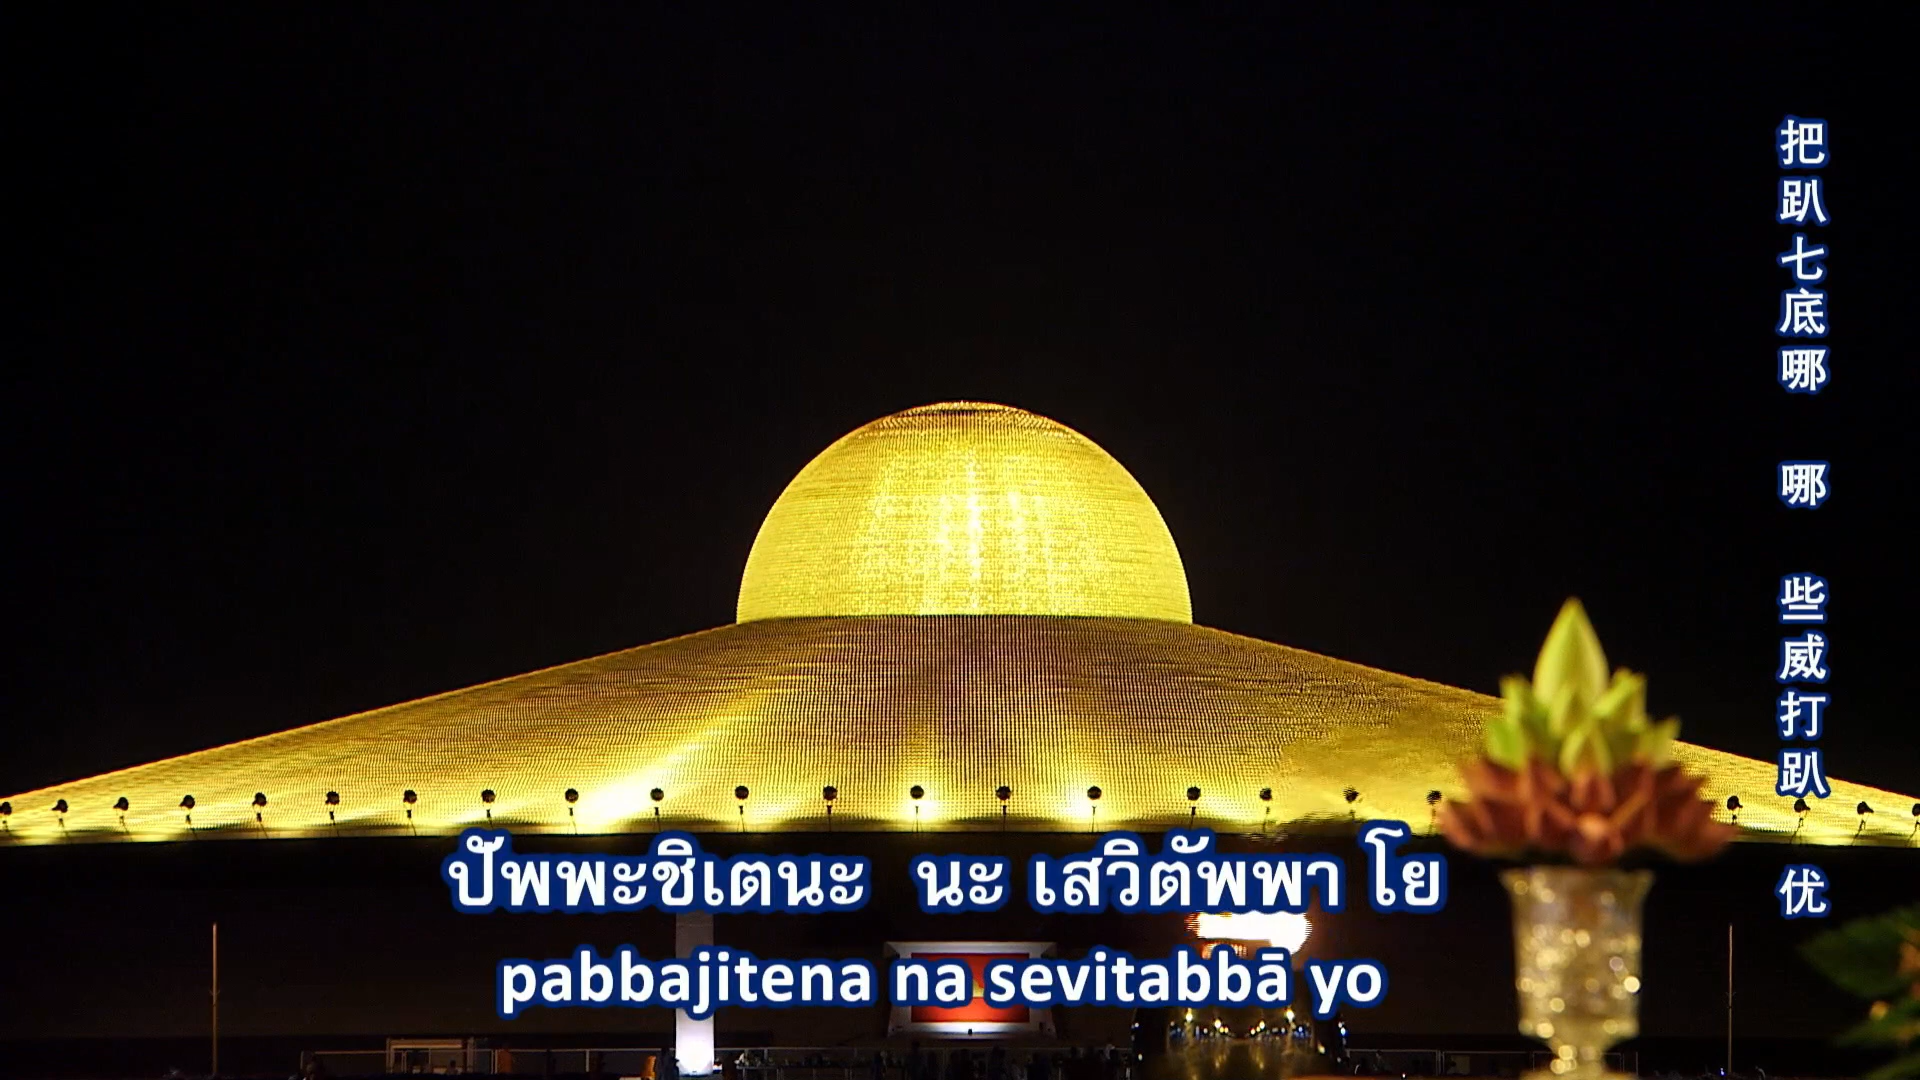 把趴七底哪 哪 些威打趴 优
ปัพพะชิเตนะ นะ เสวิตัพพา โย
pabbajitena na sevitabbā yo